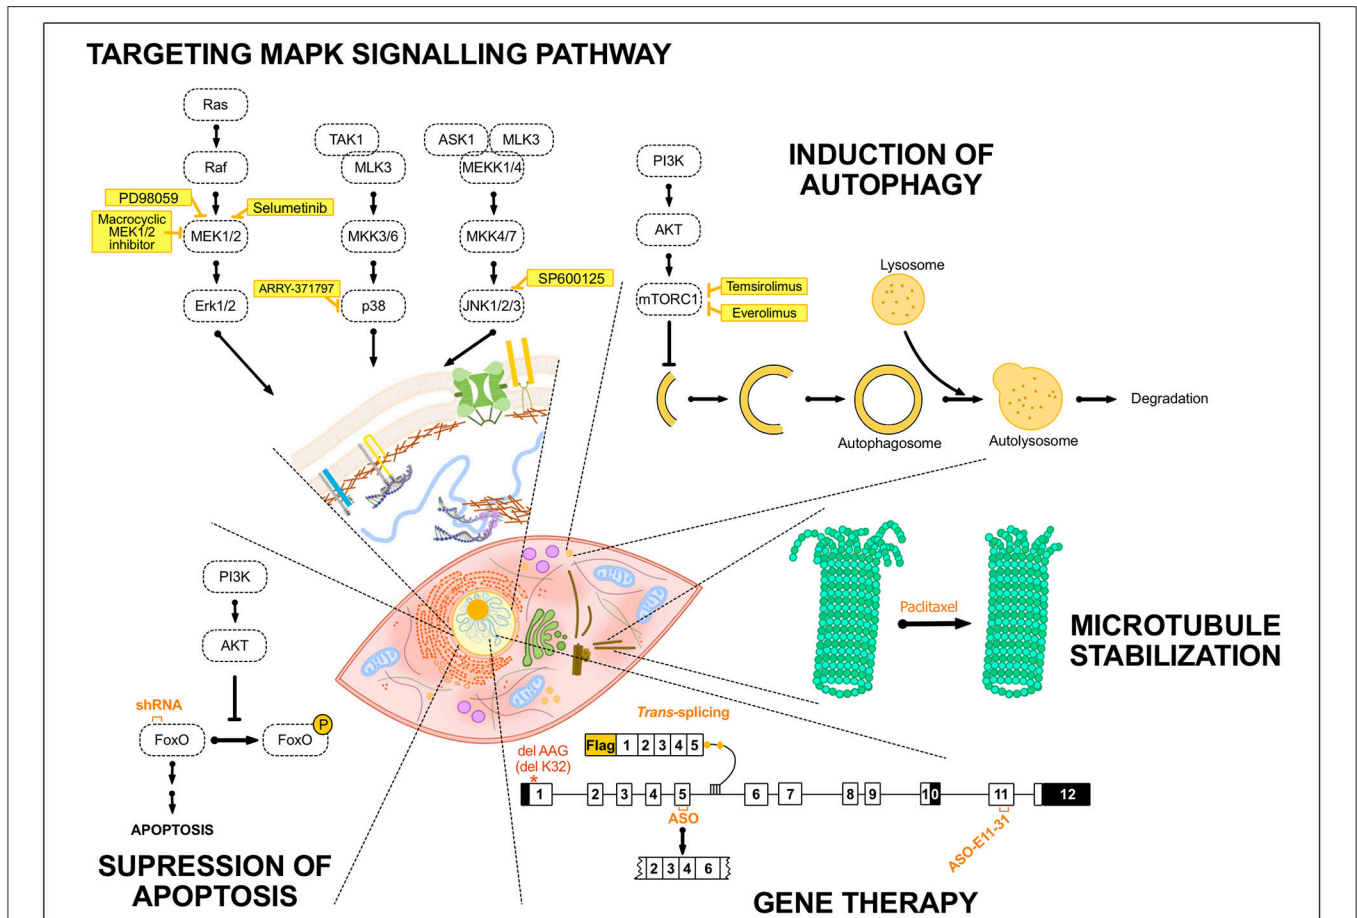 TARGETING MAPK SIGNALLING PATHWAY
Ras
Raf
PD98059
Selumetinib
Macrocyclic
MEK1/2
inhibitor
MEK1/2
Erk1/2
TAK1
MLK3
MKK3/6
ARRY-371797
p38
ASK1
MLK3
MEKK1/4
MKK4/7
SP600125
JNK1/2/3
INDUCTION OF
AUTOPHAGY
PI3K
AKT
mTORC1
Temsirolimus
Everolimus
Lysosome
Autophagosome
Autolysosome
Degradation
Paclitaxel
MICROTUBULE
STABILIZATION
PI3K
AKT
shRNA
FoxO
FoxO
P
APOPTOSIS
SUPRESSION OF
APOPTOSIS
Trans-splicing
Flag 1 2 3 4 5
del AAG
(del K32)
*
1 2 3 4 5 6 7 8 9 10 11 12
ASO
ASO-E11-31
2 3 4 6
GENE THERAPY